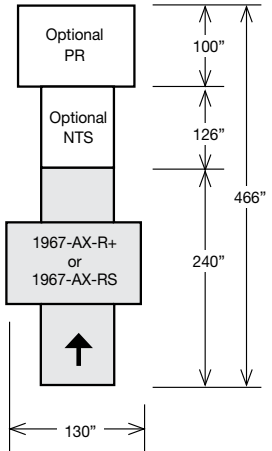 Optional
PR
100”
Optional
NTS
126”
466”
1967-AX-R+
or
1967-AX-RS
240”
130”